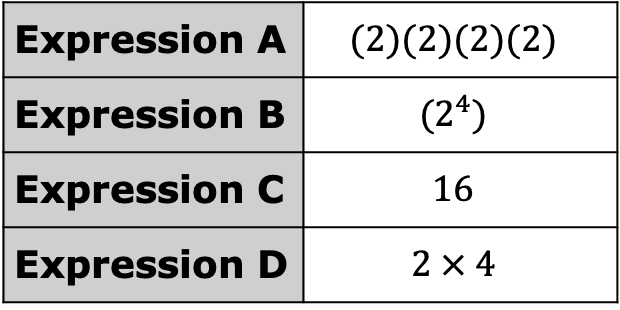 Expression A (2)(2)(2)(2)
Expression B (2⁴)
Expression C 16
Expression D 2 × 4